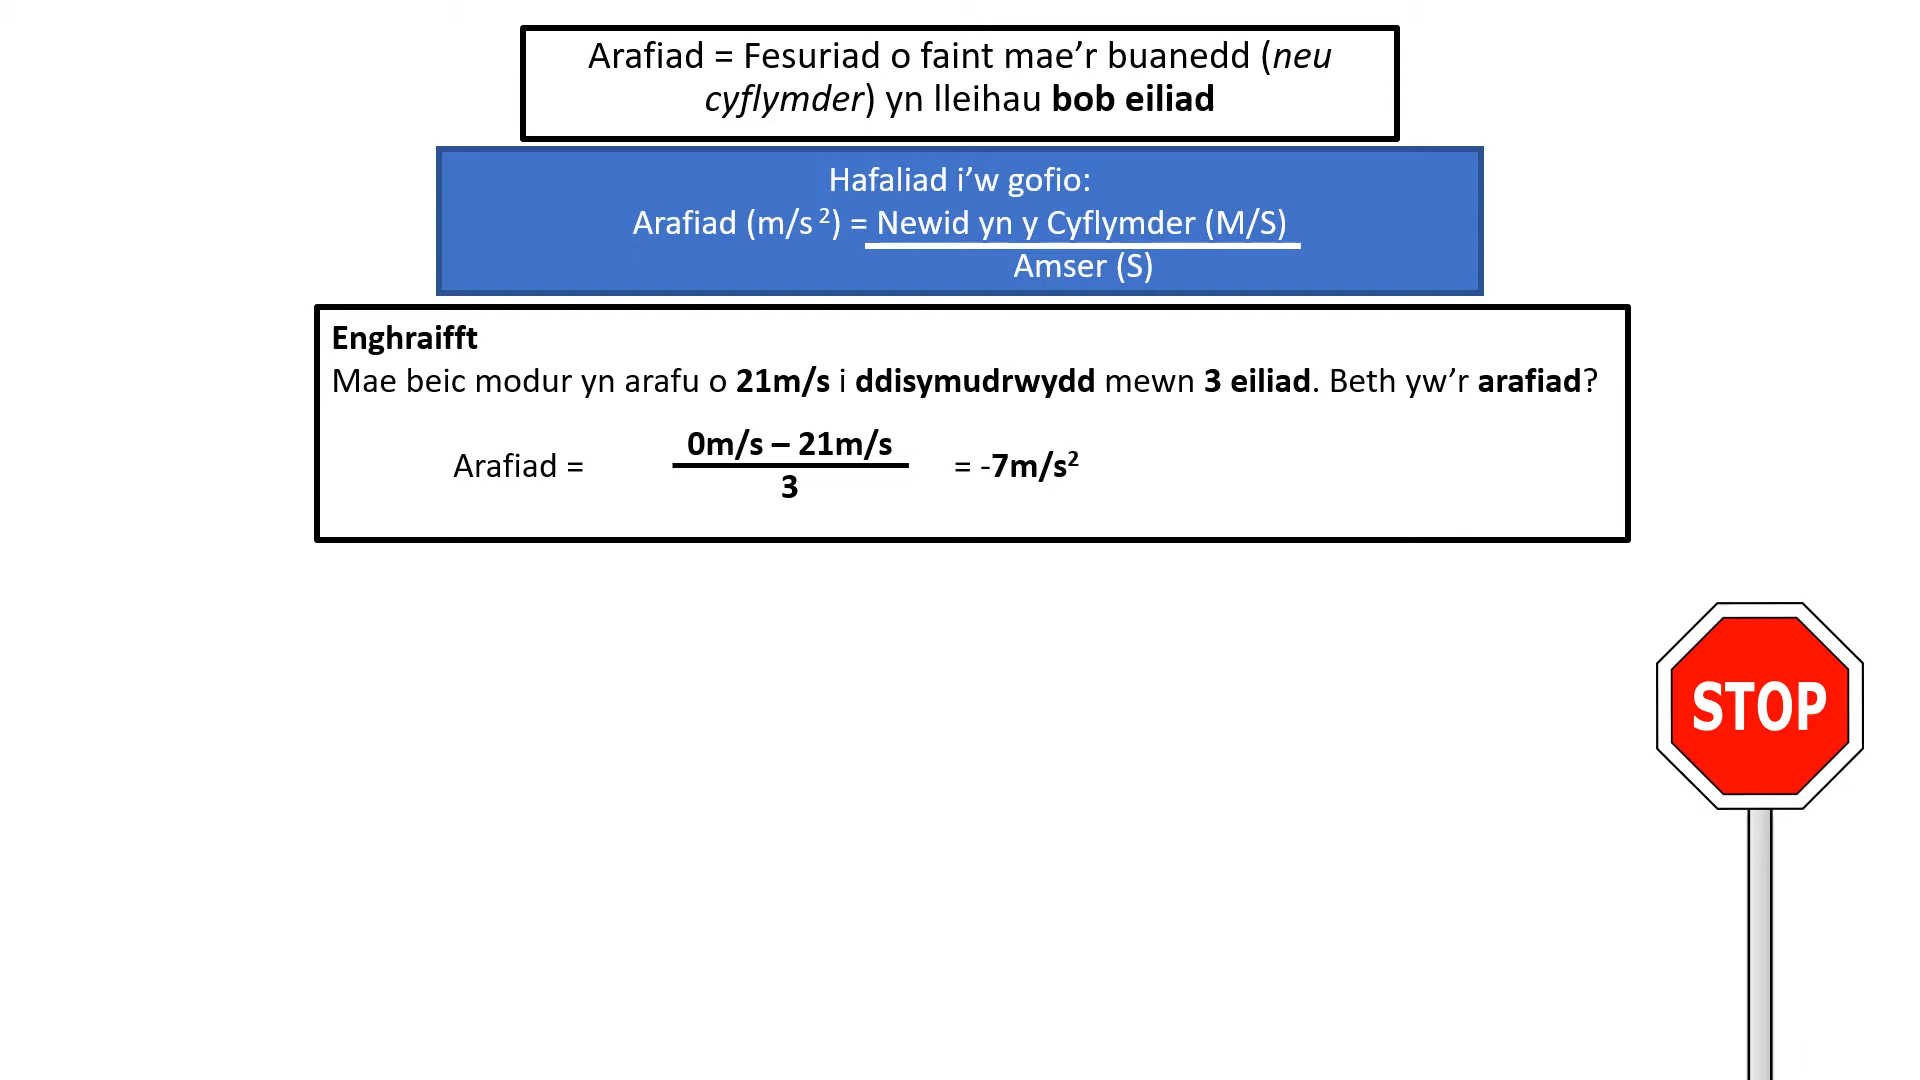 Arafiad = Fesuriad o faint mae’r buanedd (neu
cyflymder) yn lleihau bob eiliad
Hafaliad i’w gofio:
Arafiad (m/s ²) = Newid yn y Cyflymder (M/S)
Amser (S)
Enghraifft
Mae beic modur yn arafu o 21m/s i ddisymudrwydd mewn 3 eiliad. Beth yw’r arafiad?
0m/s – 21m/s
Arafiad = = -7m/s²
3
STOP